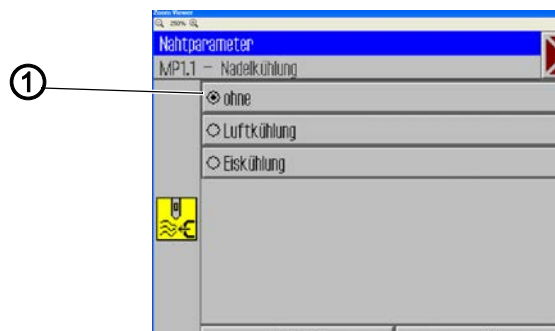 Zoom Viewer
250%
Nahtparameter
MP1.1 - Nadelkühlung
1
ohne
Luftkühlung
Eiskühlung